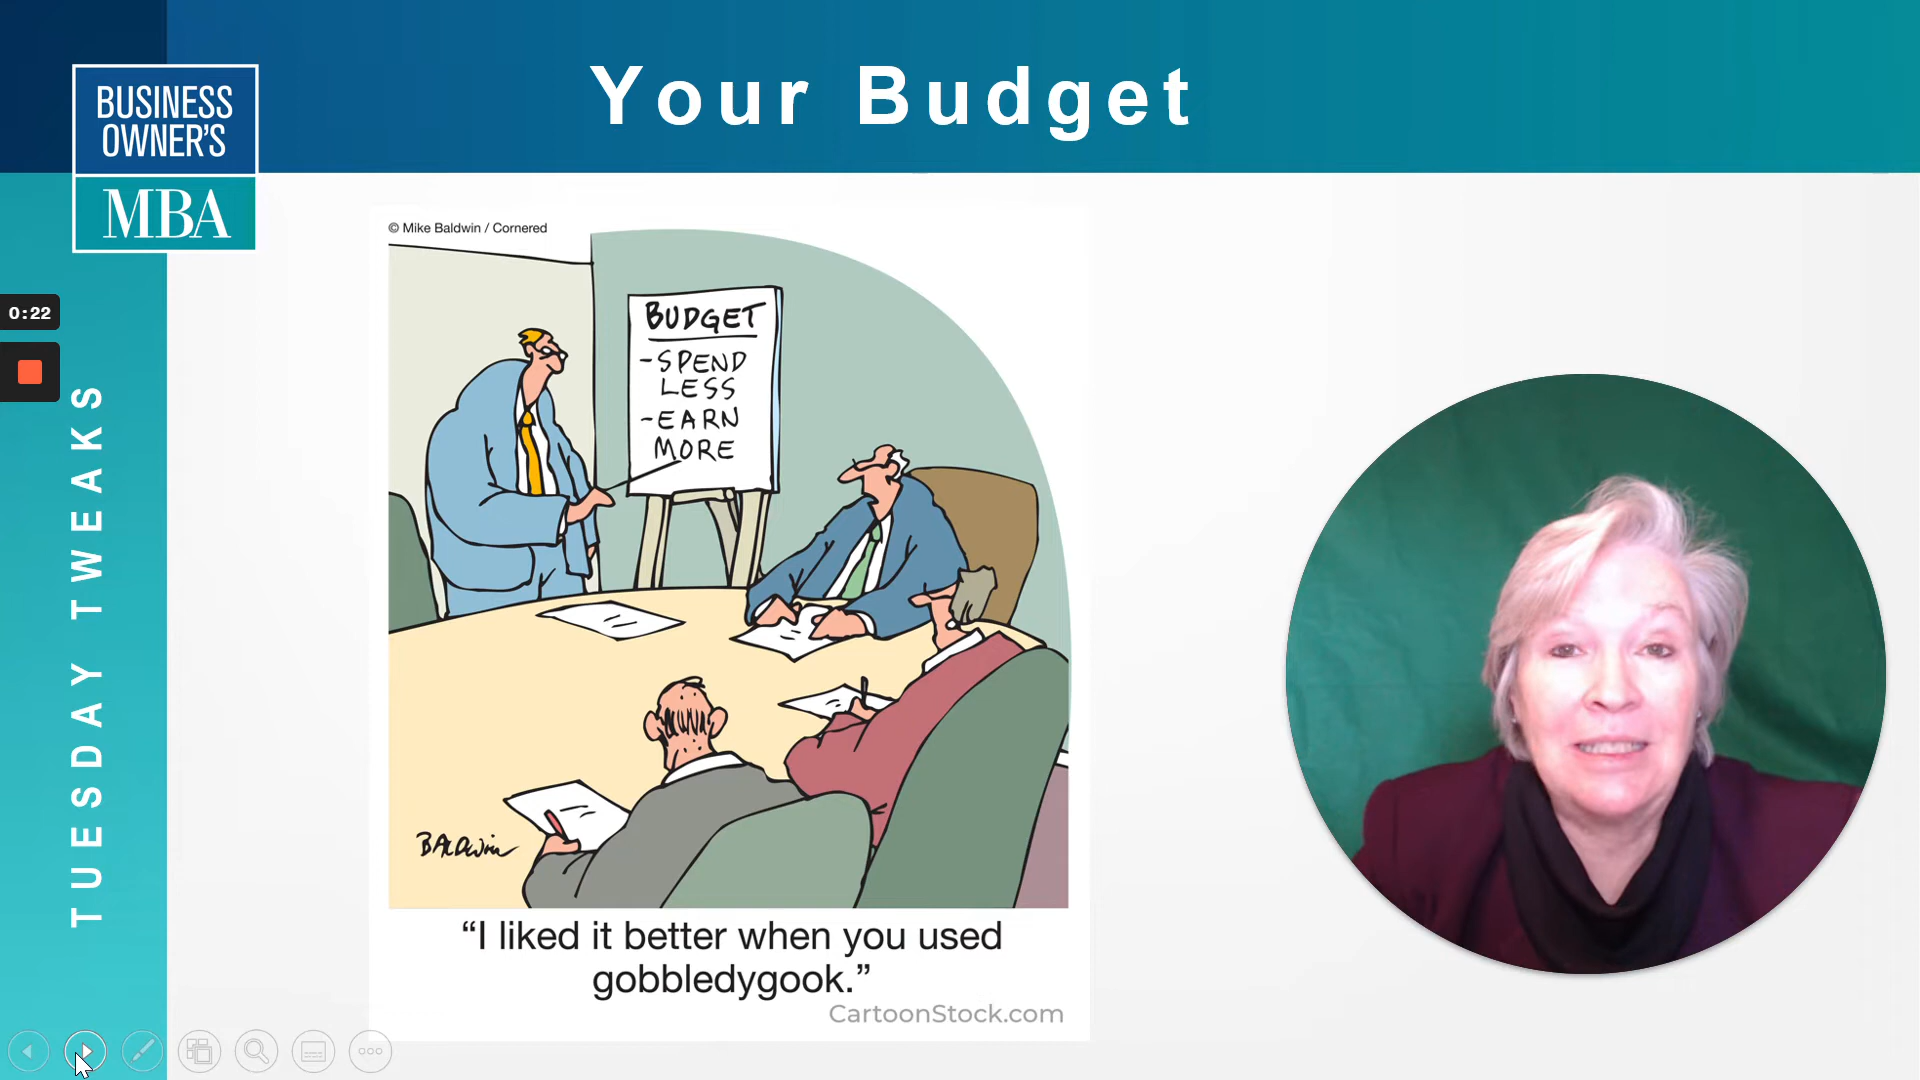 Your Budget
BUSINESS
OWNER'S
MBA
0:22
TUESDAY TWEAKS
© Mike Baldwin / Cornered
BUDGET
-SPEND
LESS
-EARN
MORE
BALDWIN
“I liked it better when you used
gobbledygook.”
CartoonStock.com